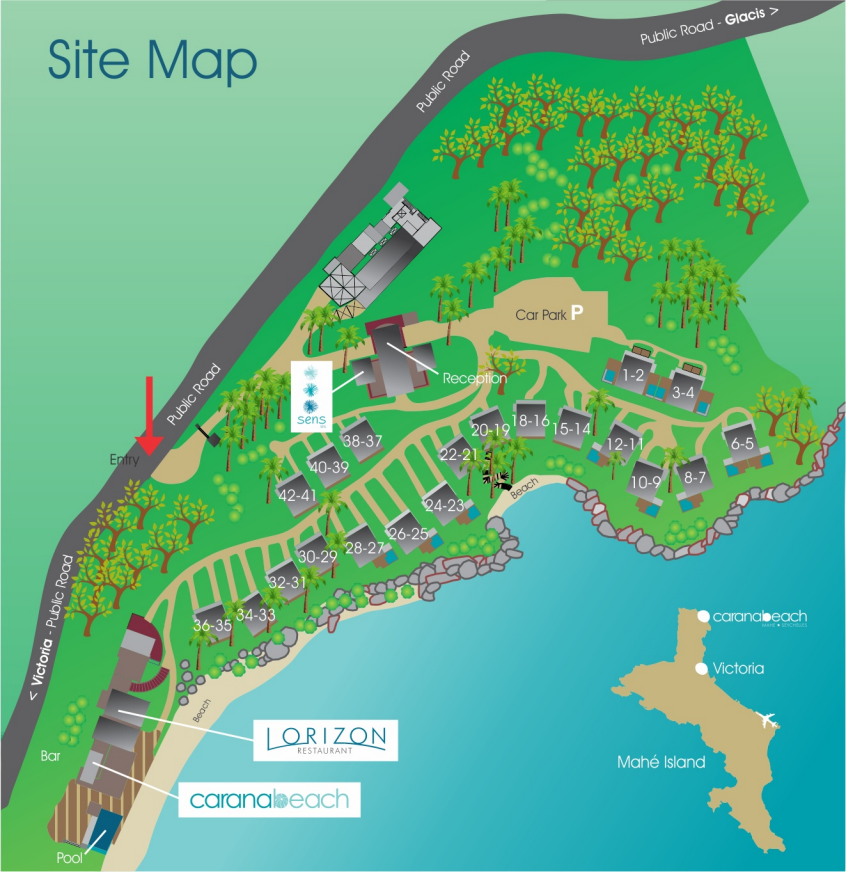 Site Map
Public Road - Glacis >
Public Road
Car Park P
Reception
sens
Public Road
Entry
1-2
3-4
38-37
40-39
42-41
20-19
18-16
15-14
12-11
6-5
22-21
10-9
8-7
Beach
24-23
26-25
28-27
30-29
32-31
34-33
36-35
< Victoria - Public Road
Beach
LORIZON
RESTAURANT
Bar
caranabeach
Pool
caranabeach
MAHÉ • SEYCHELLES
Victoria
Mahé Island